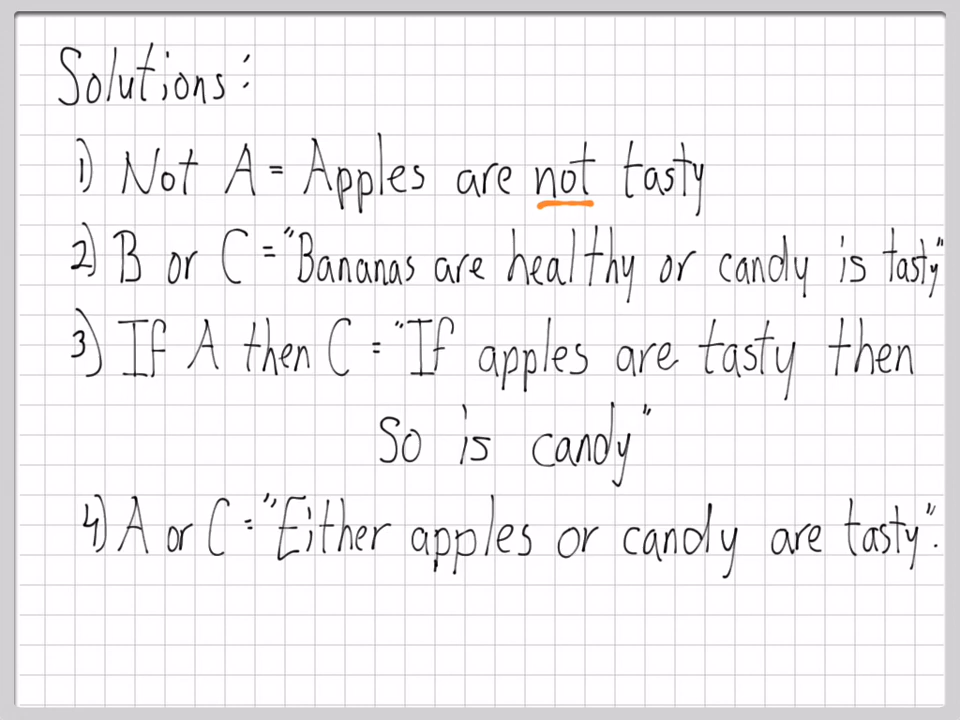 Solutions:
1) Not A = Apples are not tasty
2) B or C = "Bananas are healthy or candy is tasty"
3) If A then C = "If apples are tasty then
so is candy"
4) A or C = "Either apples or candy are tasty".